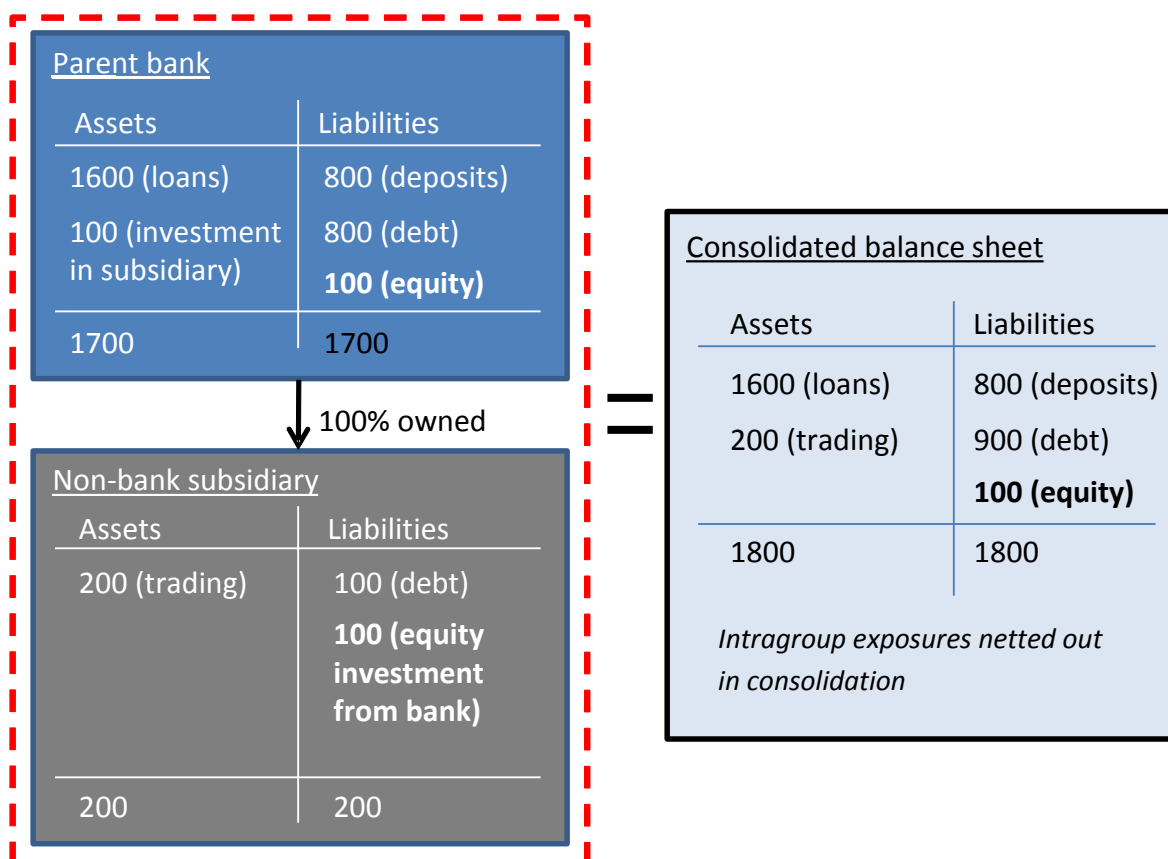 Parent bank
Assets Liabilities
1600 (loans) 800 (deposits)
100 (investment 800 (debt)
in subsidiary) 100 (equity)
1700 1700
100% owned
Non-bank subsidiary
Assets Liabilities
200 (trading) 100 (debt)
100 (equity
investment
from bank)
200 200
=
Consolidated balance sheet
Assets Liabilities
1600 (loans) 800 (deposits)
200 (trading) 900 (debt)
100 (equity)
1800 1800
Intragroup exposures netted out
in consolidation